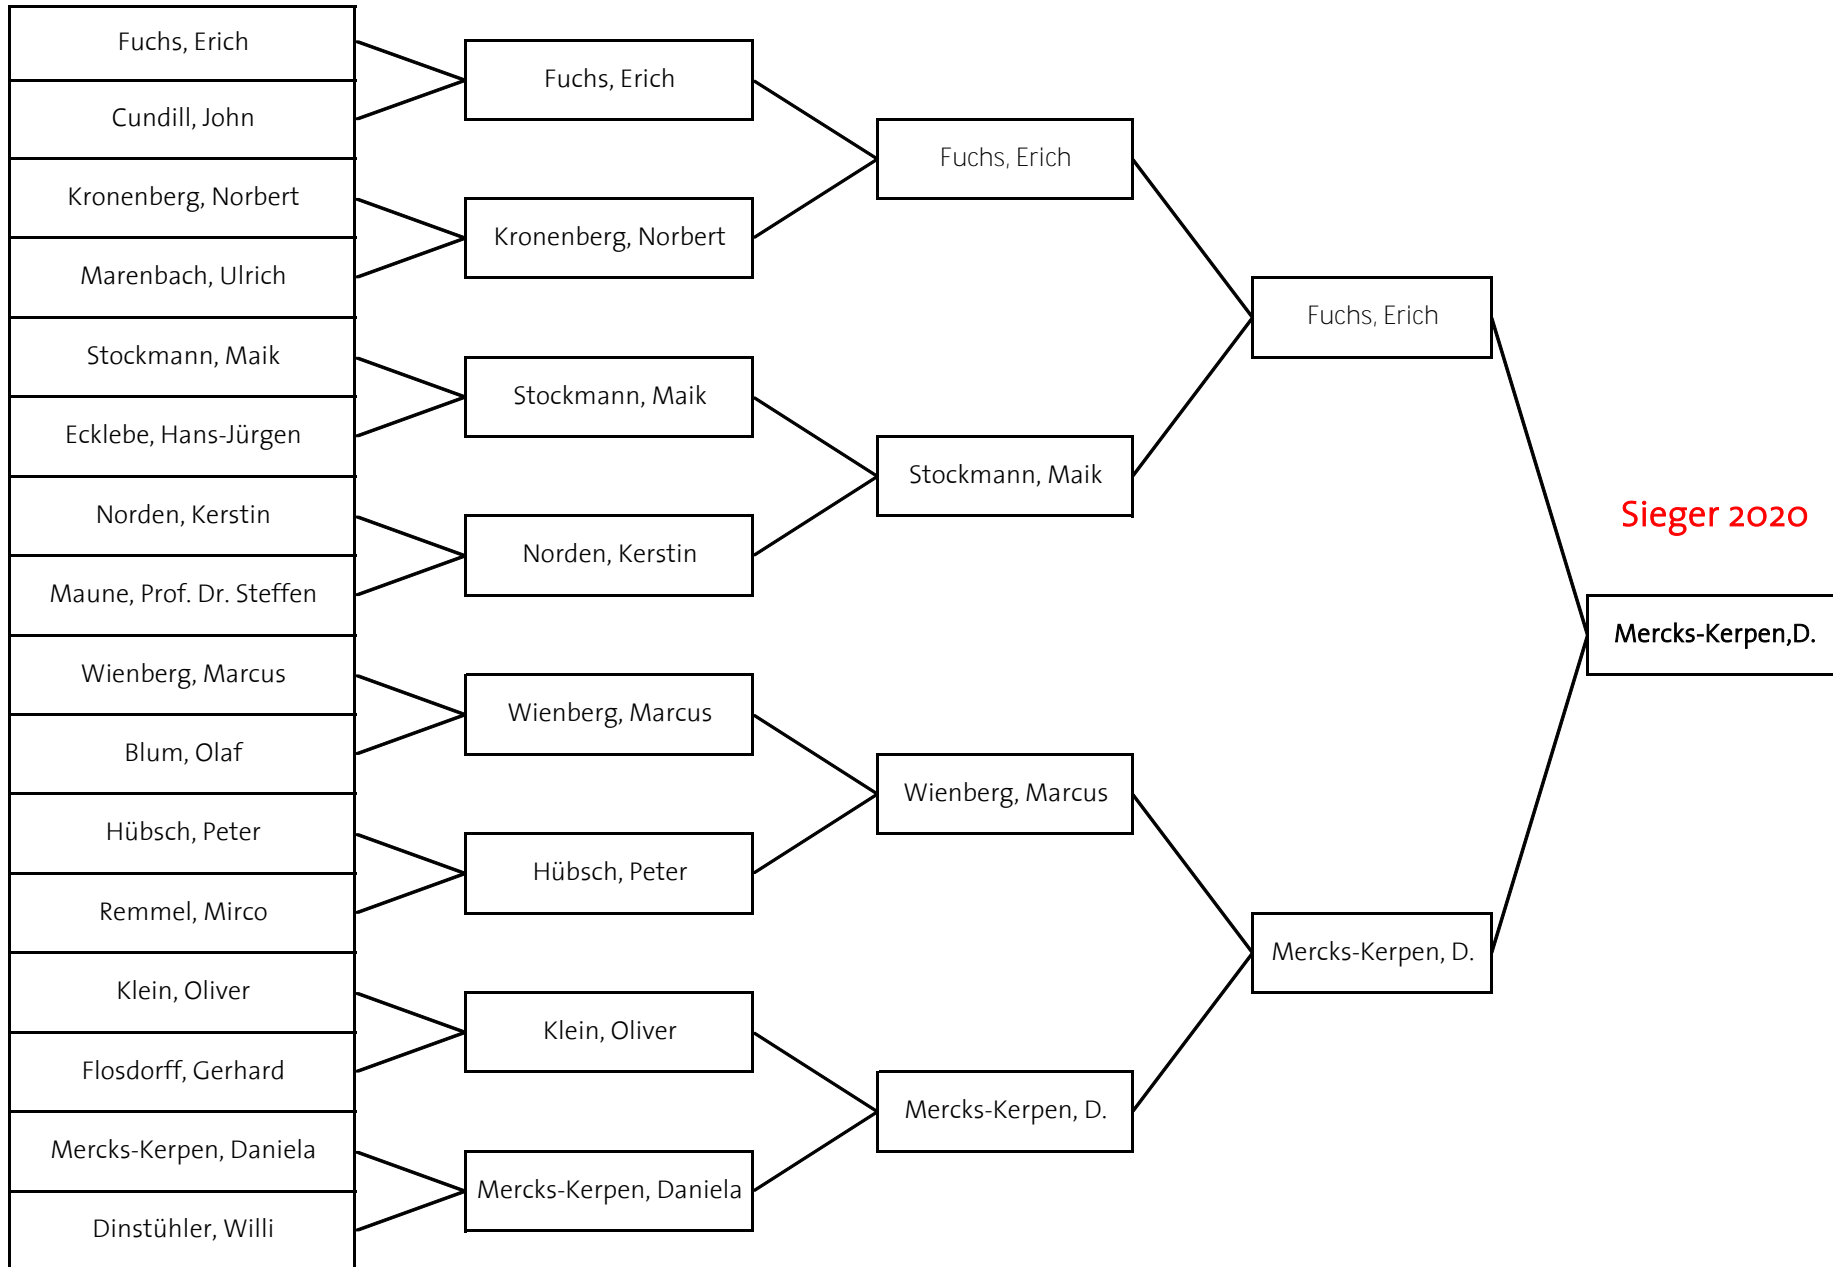 Fuchs, Erich
Cundill, John
Kronenberg, Norbert
Marenbach, Ulrich
Stockmann, Maik
Ecklebe, Hans-Jürgen
Norden, Kerstin
Maune, Prof. Dr. Steffen
Wienberg, Marcus
Blum, Olaf
Hübsch, Peter
Remmel, Mirco
Klein, Oliver
Flosdorff, Gerhard
Mercks-Kerpen, Daniela
Dinstühler, Willi
Fuchs, Erich
Kronenberg, Norbert
Stockmann, Maik
Norden, Kerstin
Wienberg, Marcus
Hübsch, Peter
Klein, Oliver
Mercks-Kerpen, Daniela
Fuchs, Erich
Stockmann, Maik
Wienberg, Marcus
Mercks-Kerpen, D.
Fuchs, Erich
Mercks-Kerpen, D.
Sieger 2020
Mercks-Kerpen,D.